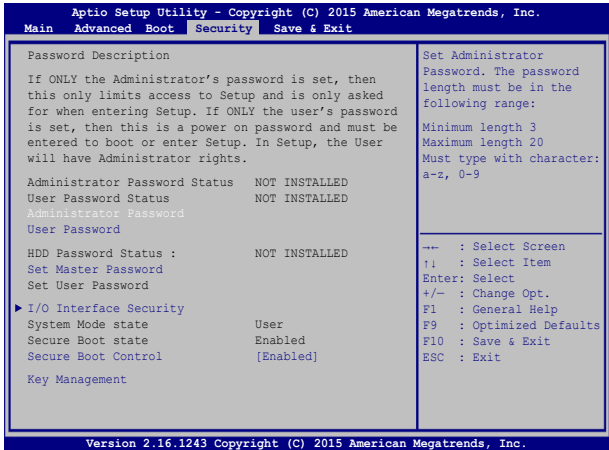 Aptio Setup Utility - Copyright (C) 2015 American Megatrends, Inc.
Main Advanced Boot Security Save & Exit
Password Description
If ONLY the Administrator's password is set, then
this only limits access to Setup and is only asked
for when entering Setup. If ONLY the user's password
is set, then this is a power on password and must be
entered to boot or enter Setup. In Setup, the User
will have Administrator rights.
Administrator Password Status NOT INSTALLED
User Password Status NOT INSTALLED
Administrator Password
User Password
HDD Password Status : NOT INSTALLED
Set Master Password
Set User Password
I/O Interface Security
System Mode state User
Secure Boot state Enabled
Secure Boot Control [Enabled]
Key Management
Set Administrator
Password. The password
length must be in the
following range:
Minimum length 3
Maximum length 20
Must type with character:
a-z, 0-9
→← : Select Screen
↑↓ : Select Item
Enter: Select
+/— : Change Opt.
F1 : General Help
F9 : Optimized Defaults
F10 : Save & Exit
ESC : Exit
Version 2.16.1243 Copyright (C) 2015 American Megatrends, Inc.